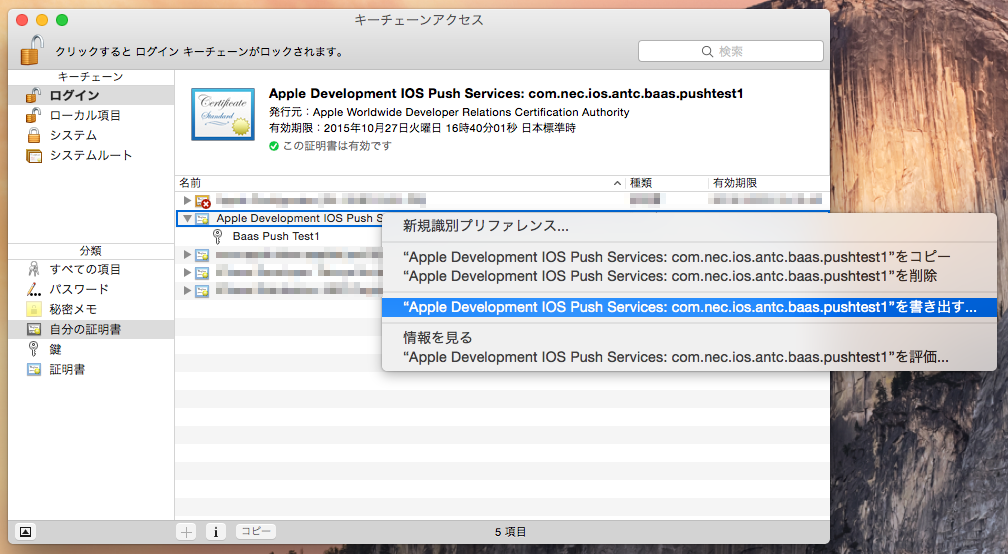 キーチェーンアクセス
クリックすると ログイン キーチェーンがロックされます。
検索
キーチェーン
ログイン
ローカル項目
システム
システムルート
Certificate
Standard
Apple Development IOS Push Services: com.nec.ios.antc.baas.pushtest1
発行元：Apple Worldwide Developer Relations Certification Authority
有効期限：2015年10月27日火曜日 16時40分01秒 日本標準時
この証明書は有効です
名前 種類 有効期限
Apple Development IOS Push S
Baas Push Test1
新規識別プリファレンス...
“Apple Development IOS Push Services: com.nec.ios.antc.baas.pushtest1”をコピー
“Apple Development IOS Push Services: com.nec.ios.antc.baas.pushtest1”を削除
“Apple Development IOS Push Services: com.nec.ios.antc.baas.pushtest1”を書き出す...
情報を見る
“Apple Development IOS Push Services: com.nec.ios.antc.baas.pushtest1”を評価...
分類
すべての項目
パスワード
秘密メモ
自分の証明書
鍵
証明書
コピー
5 項目